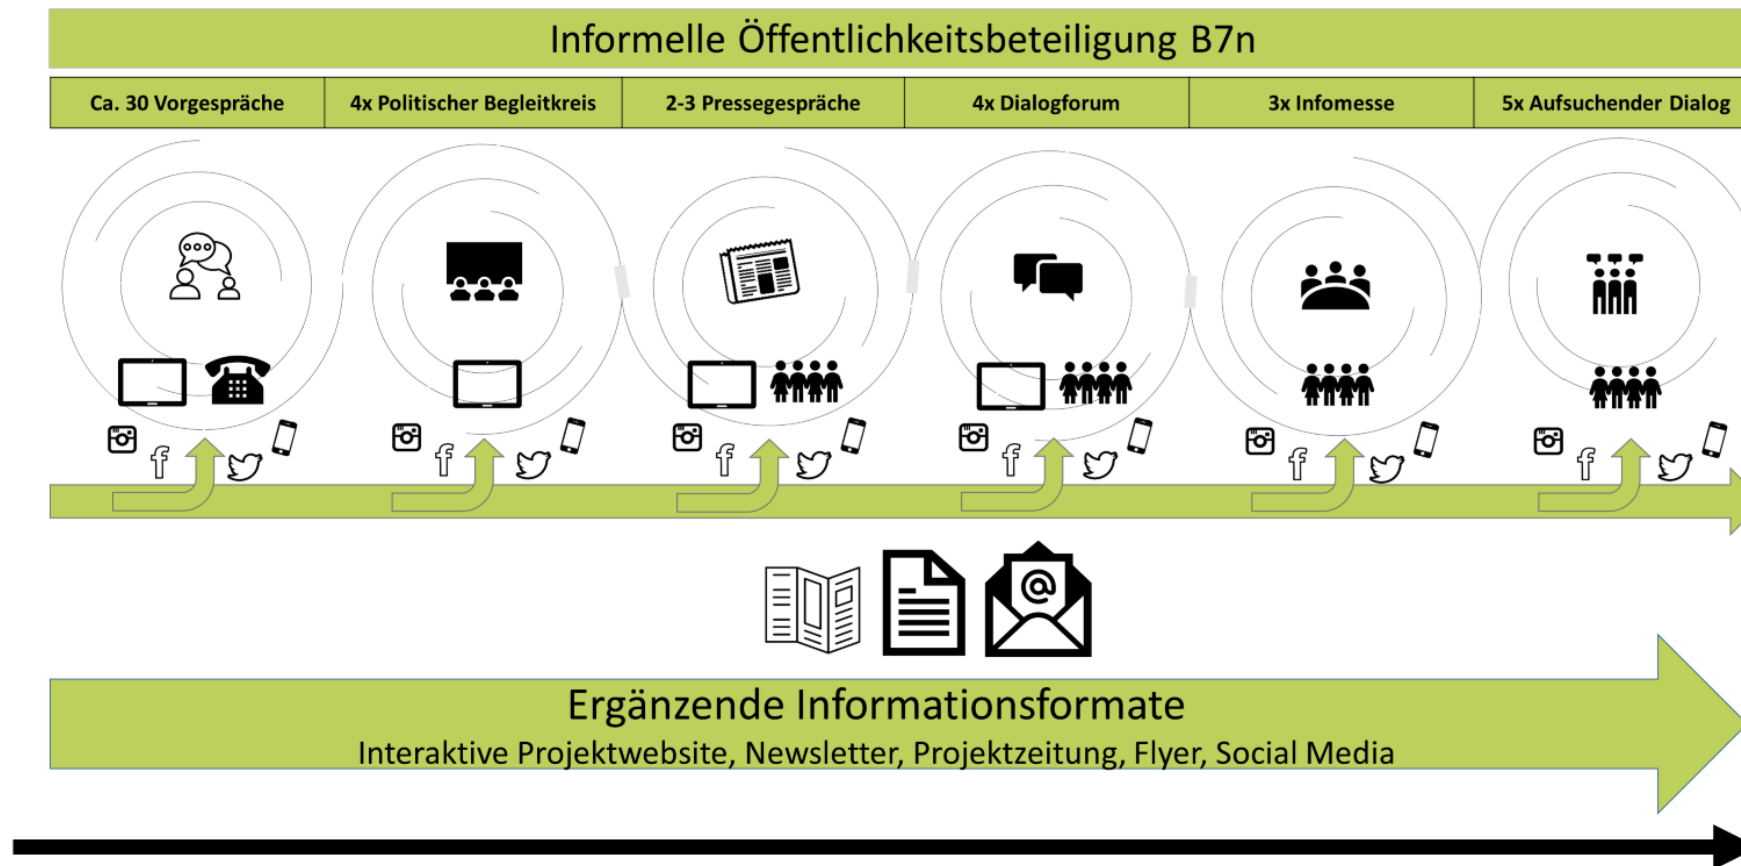 Informelle Öffentlichkeitsbeteiligung B7n
Ca. 30 Vorgespräche
4x Politischer Begleitkreis
2-3 Pressegespräche
4x Dialogforum
3x Infomesse
5x Aufsuchender Dialog
Ergänzende Informationsformate
Interaktive Projektwebsite, Newsletter, Projektzeitung, Flyer, Social Media